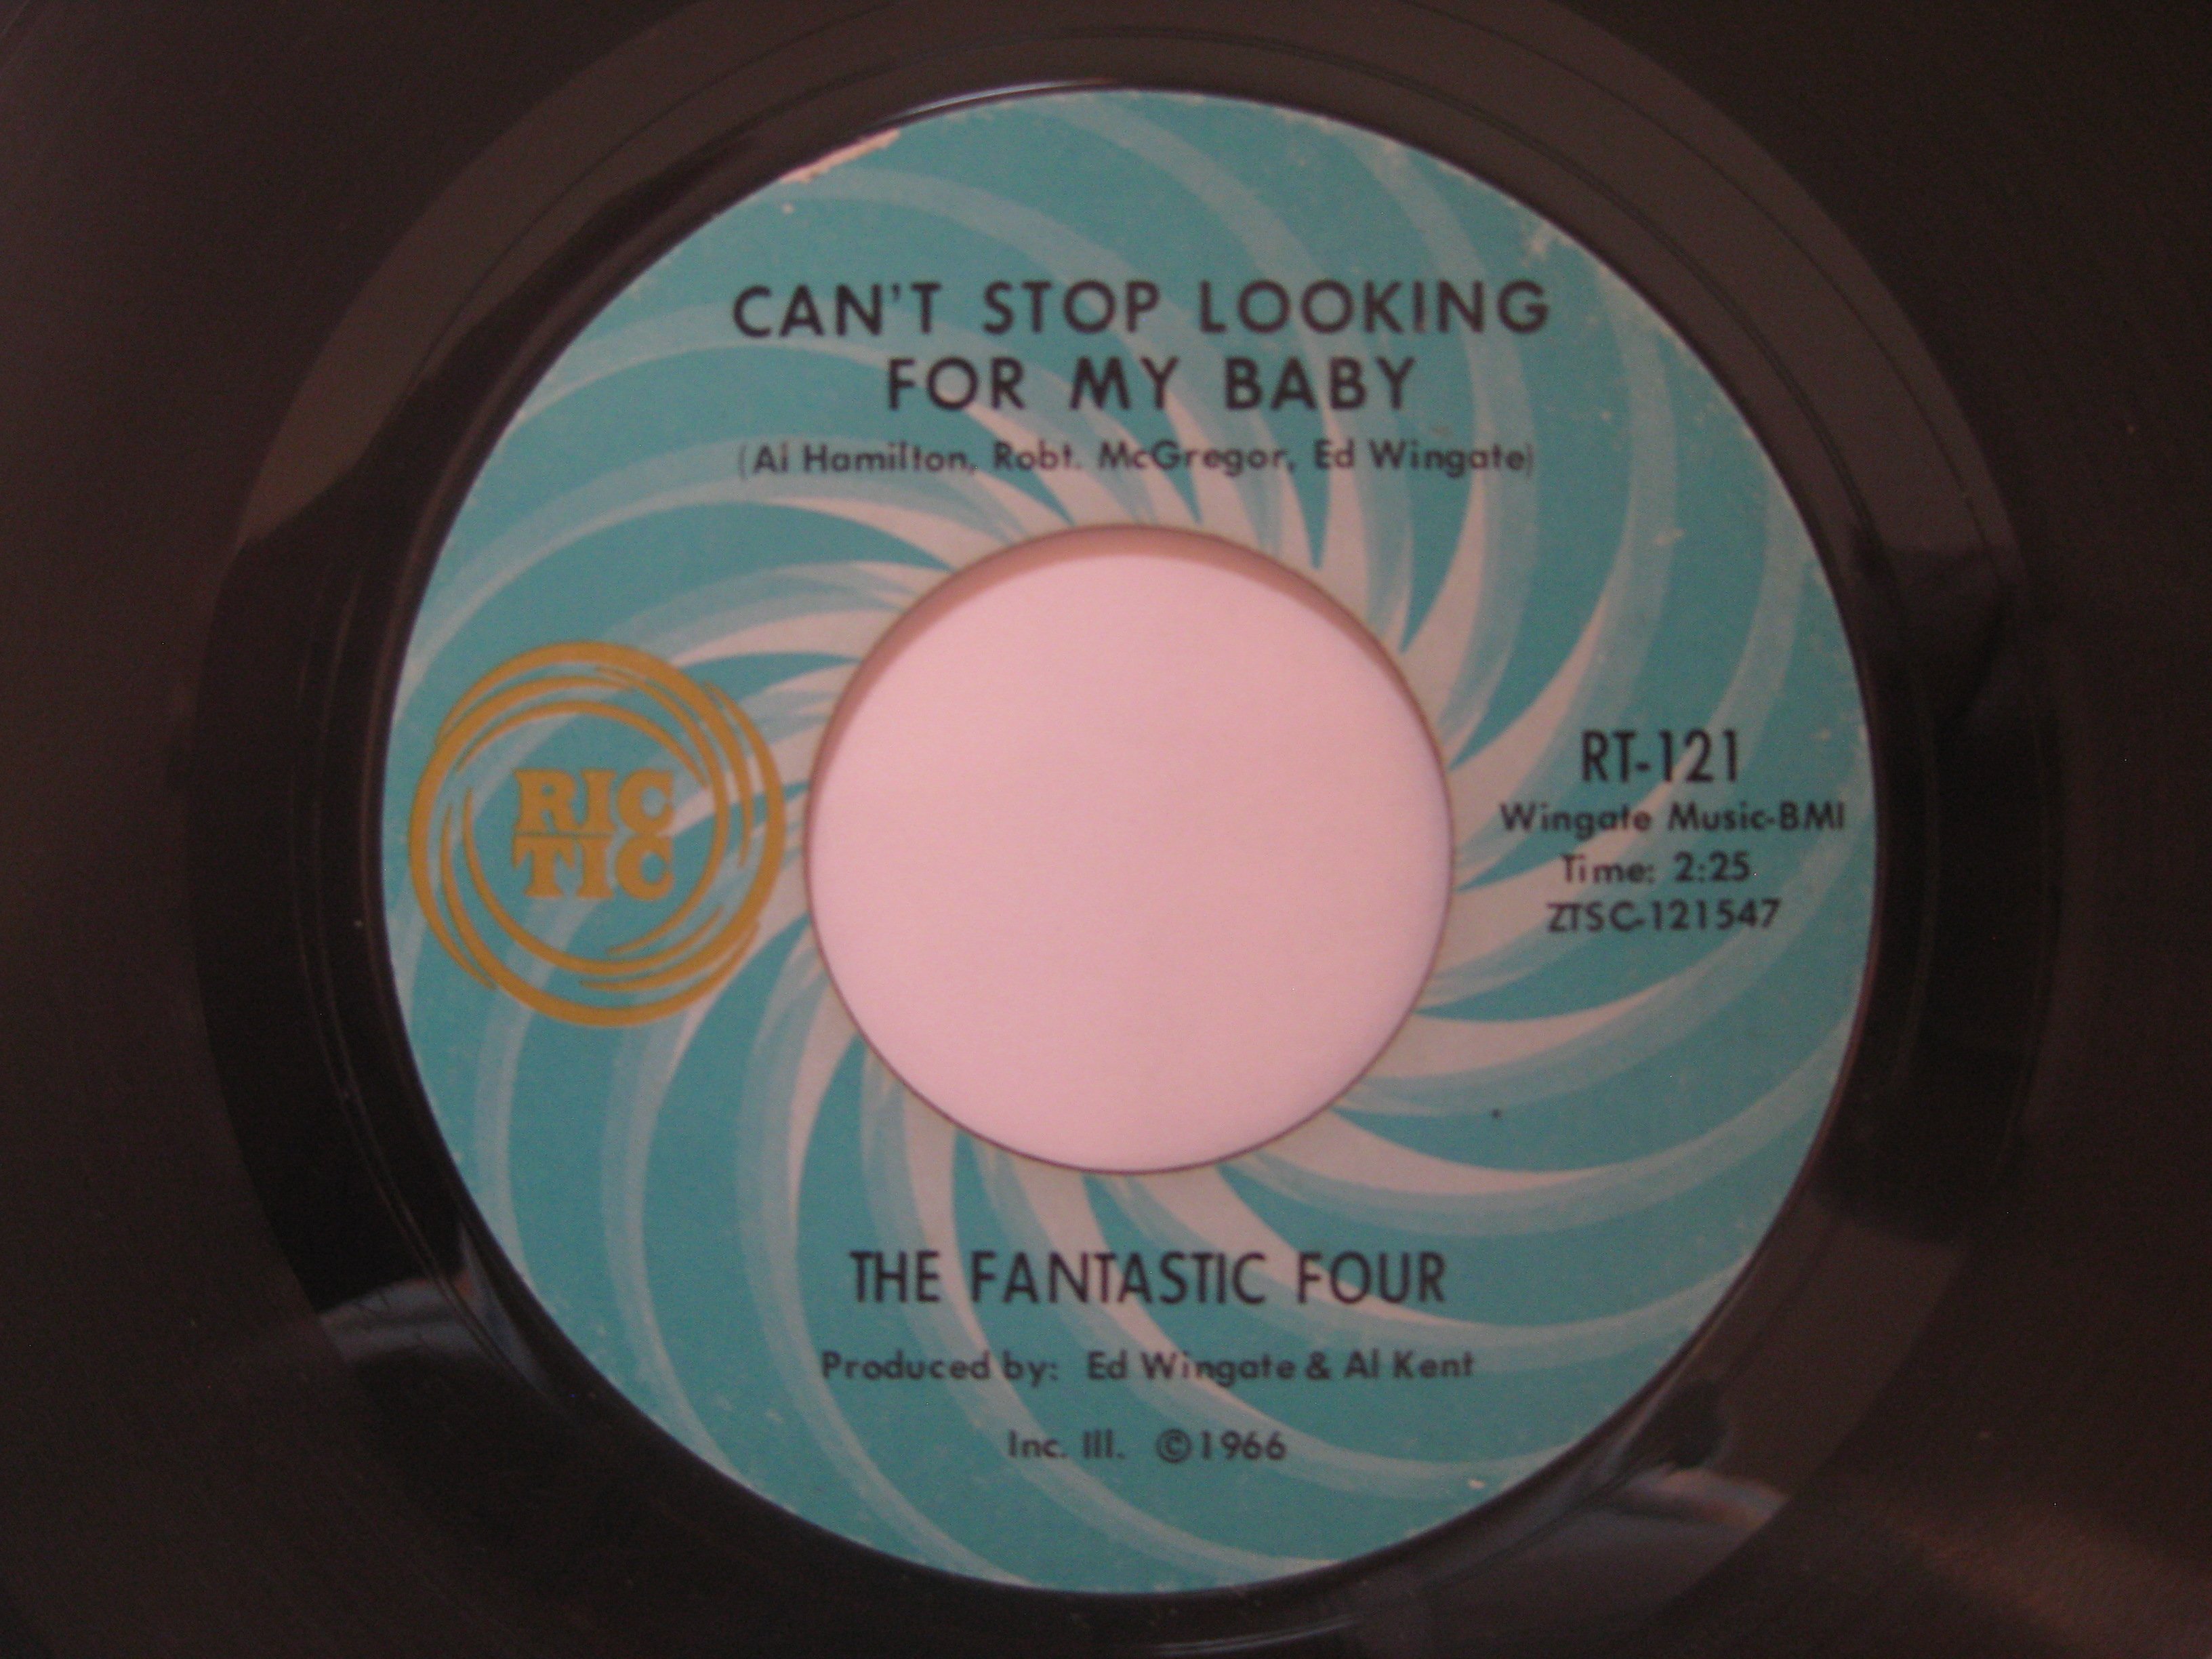 CAN'T STOP LOOKING
FOR MY BABY
(Al Hamilton, Robt. McGregor, Ed Wingate)
RIC
TIC
RT-121
Wingate Music-BMI
Time: 2:25
ZTSC-121547
THE FANTASTIC FOUR
Produced by: Ed Wingate & Al Kent
Inc. Ill. ©1966